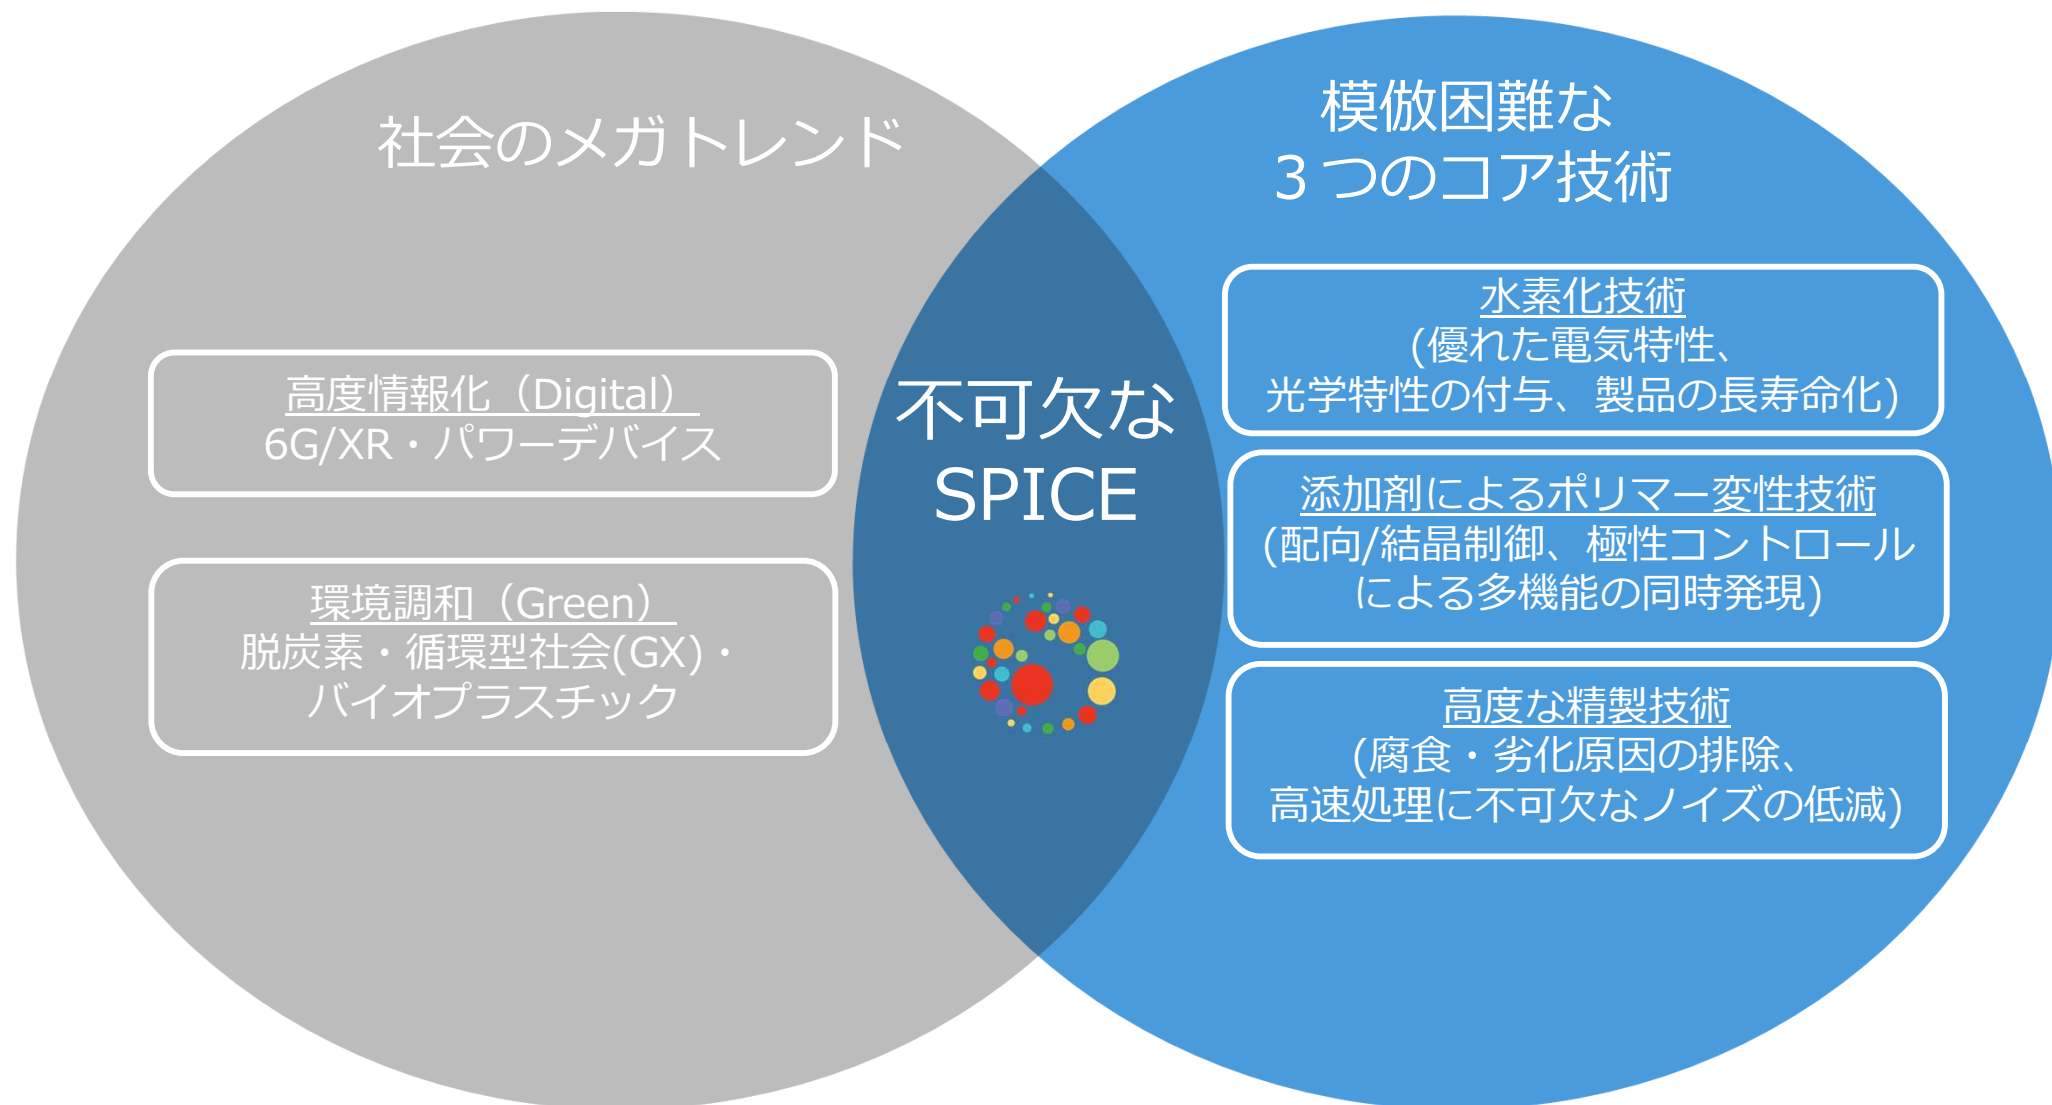 社会のメガトレンド
高度情報化（Digital）
6G/XR・パワーデバイス
環境調和（Green）
脱炭素・循環型社会(GX)・
バイオプラスチック
不可欠な
SPICE
模倣困難な
３つのコア技術
水素化技術
(優れた電気特性、
光学特性の付与、製品の長寿命化)
添加剤によるポリマー変性技術
(配向/結晶制御、極性コントロール
による多機能の同時発現)
高度な精製技術
(腐食・劣化原因の排除、
高速処理に不可欠なノイズの低減)